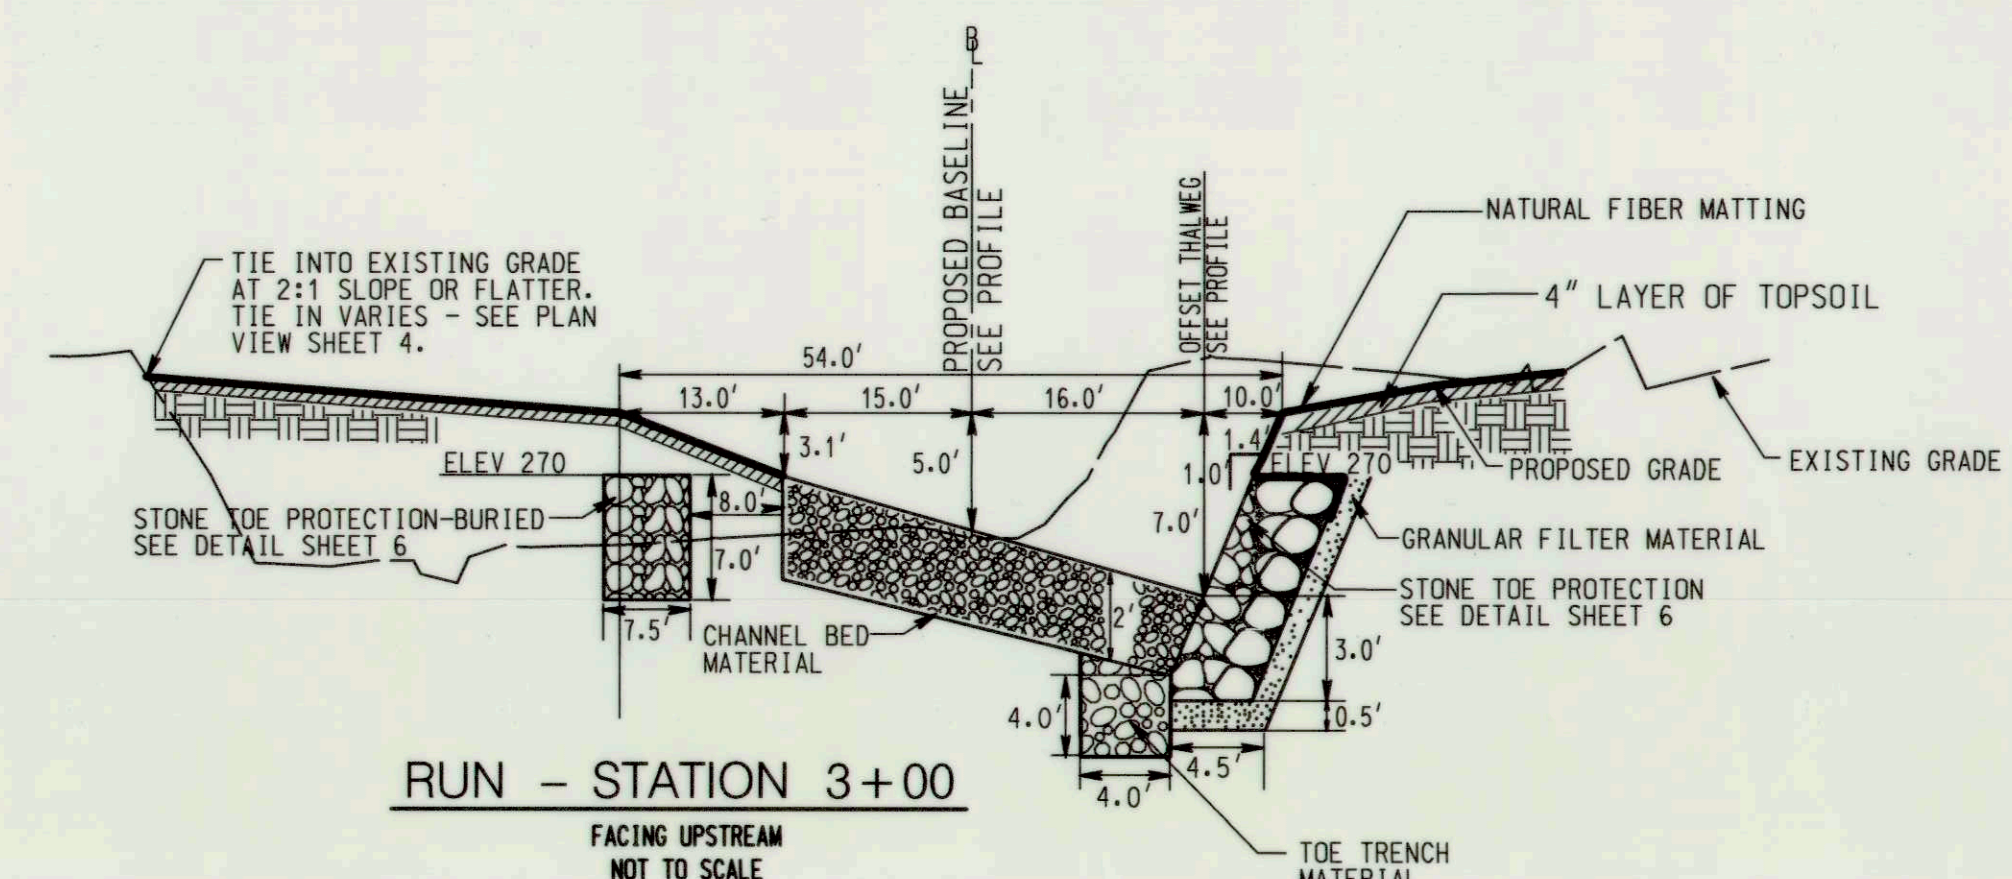 B
L
PROPOSED BASELINE
SEE PROFILE
OFFSET THALWEG
SEE PROFILE
NATURAL FIBER MATTING
TIE INTO EXISTING GRADE
AT 2:1 SLOPE OR FLATTER.
TIE IN VARIES - SEE PLAN
VIEW SHEET 4.
4" LAYER OF TOPSOIL
54.0'
13.0'
15.0'
16.0'
10.0'
3.1'
5.0'
1.4'
1.0'
7.0'
ELEV 270
ELEV 270
PROPOSED GRADE
EXISTING GRADE
8.0'
7.0'
7.5'
STONE TOE PROTECTION-BURIED
SEE DETAIL SHEET 6
GRANULAR FILTER MATERIAL
STONE TOE PROTECTION
SEE DETAIL SHEET 6
CHANNEL BED
MATERIAL
2'
3.0'
0.5'
4.0'
4.5'
4.0'
RUN - STATION 3+00
FACING UPSTREAM
NOT TO SCALE
TOE TRENCH
MATERIAL